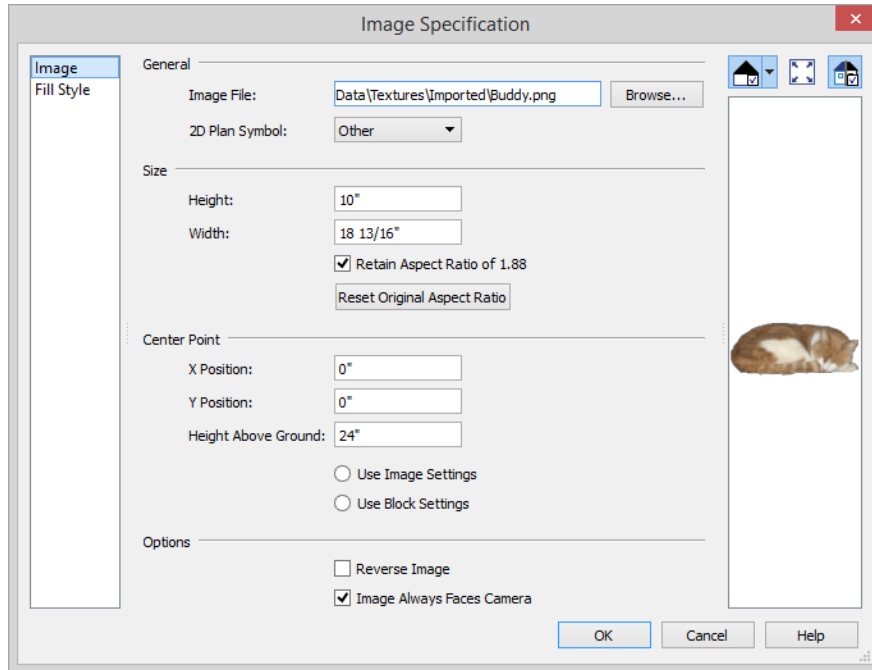 Image Specification
Image
Fill Style
General
Image File: Data\Textures\Imported\Buddy.png Browse...
2D Plan Symbol: Other
Size
Height: 10"
Width: 18 13/16"
Retain Aspect Ratio of 1.88
Reset Original Aspect Ratio
Center Point
X Position: 0"
Y Position: 0"
Height Above Ground: 24"
Use Image Settings
Use Block Settings
Options
Reverse Image
Image Always Faces Camera
OK Cancel Help